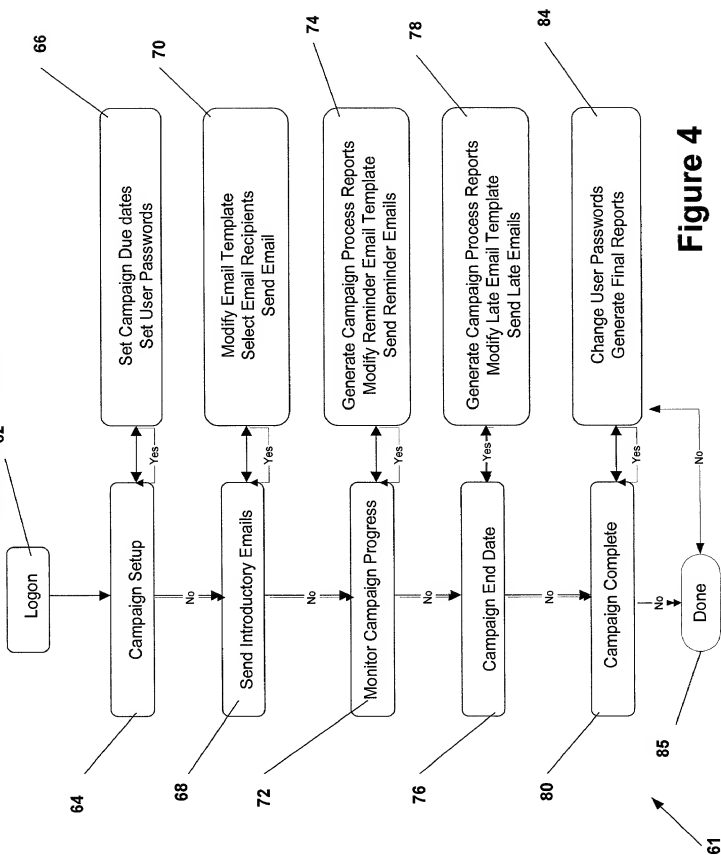 Logon
66
Set Campaign Due dates
Set User Passwords
Yes
Campaign Setup
64
No
70
Modify Email Template
Select Email Recipients
Send Email
Yes
Send Introductory Emails
68
No
74
Generate Campaign Process Reports
Modify Reminder Email Template
Send Reminder Emails
Yes
Monitor Campaign Progress
72
No
78
Generate Campaign Process Reports
Modify Late Email Template
Send Late Emails
Yes
Campaign End Date
76
No
84
Change User Passwords
Generate Final Reports
Yes
Campaign Complete
80
No
No
Done
85
61
Figure 4